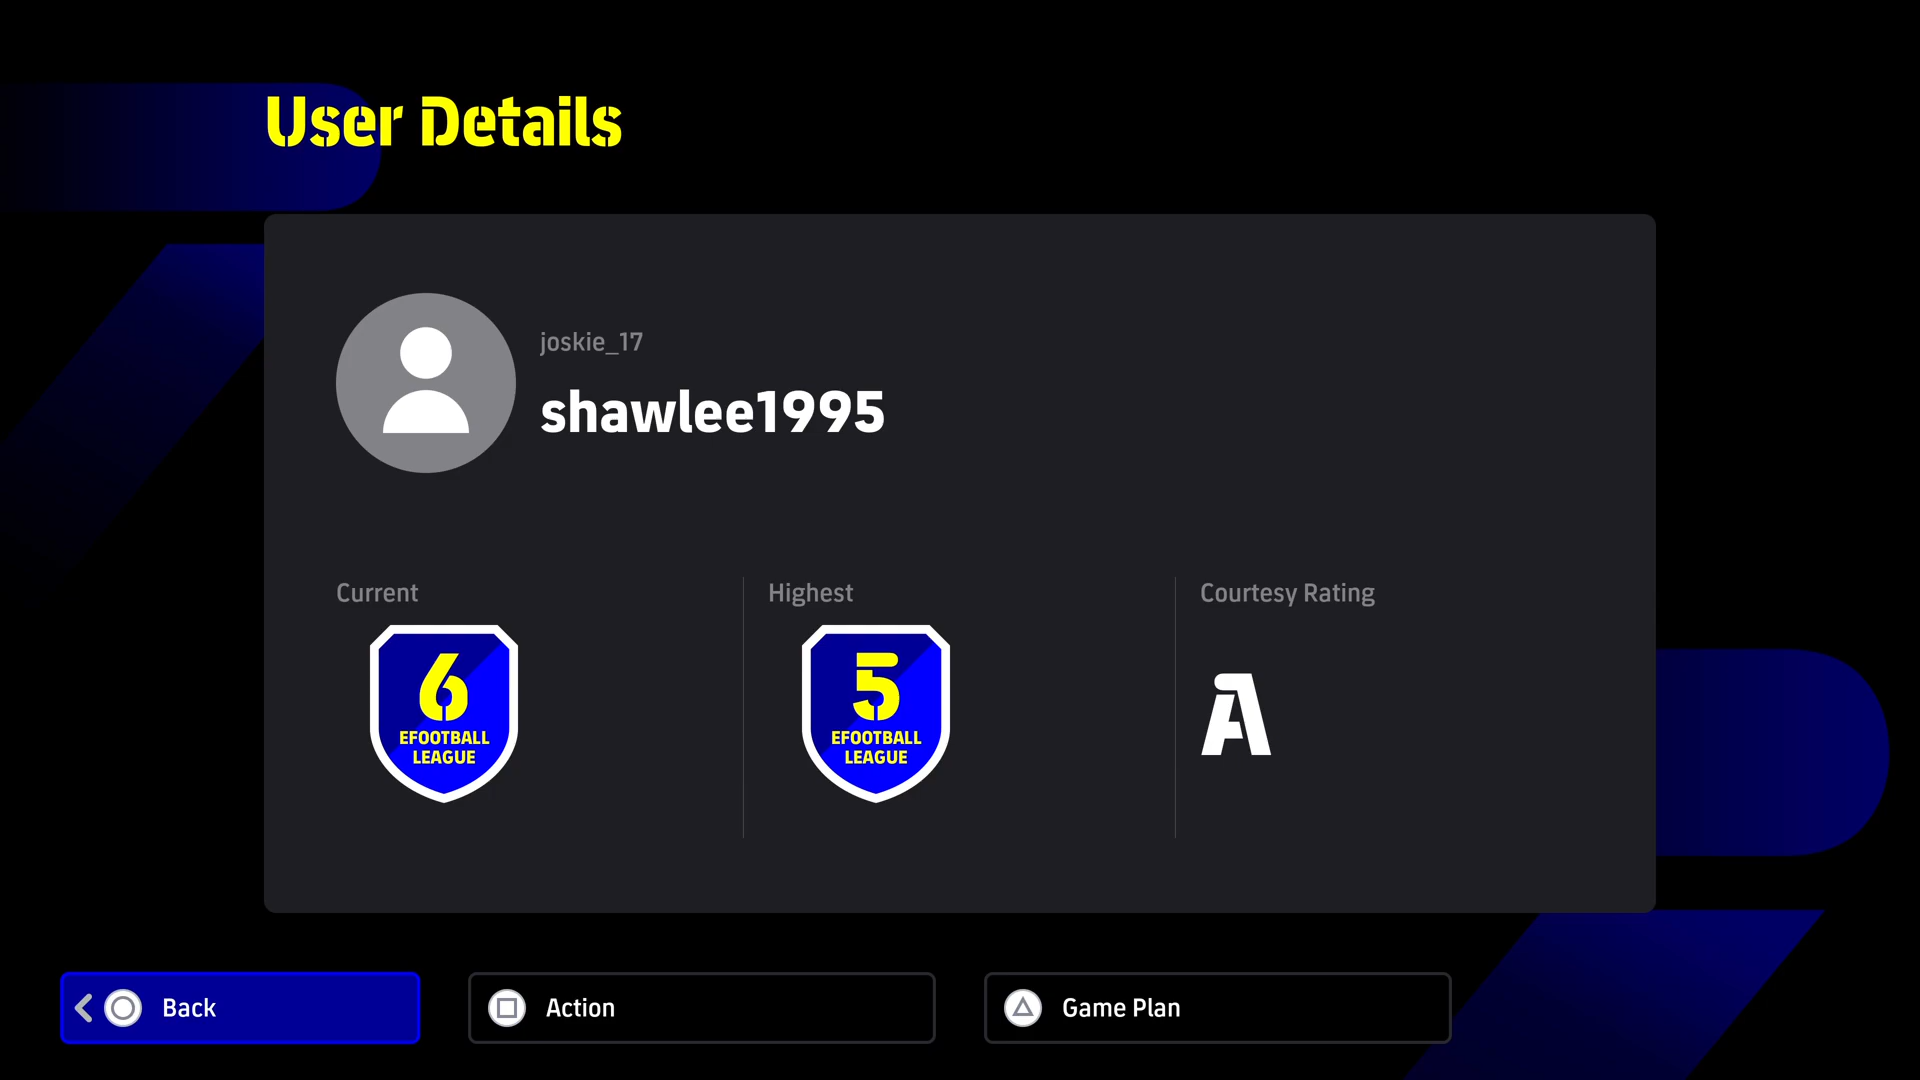 User Details
joskie_17
shawlee1995
Current
Highest
Courtesy Rating
6
EFOOTBALL
LEAGUE
5
EFOOTBALL
LEAGUE
A
Back
Action
Game Plan